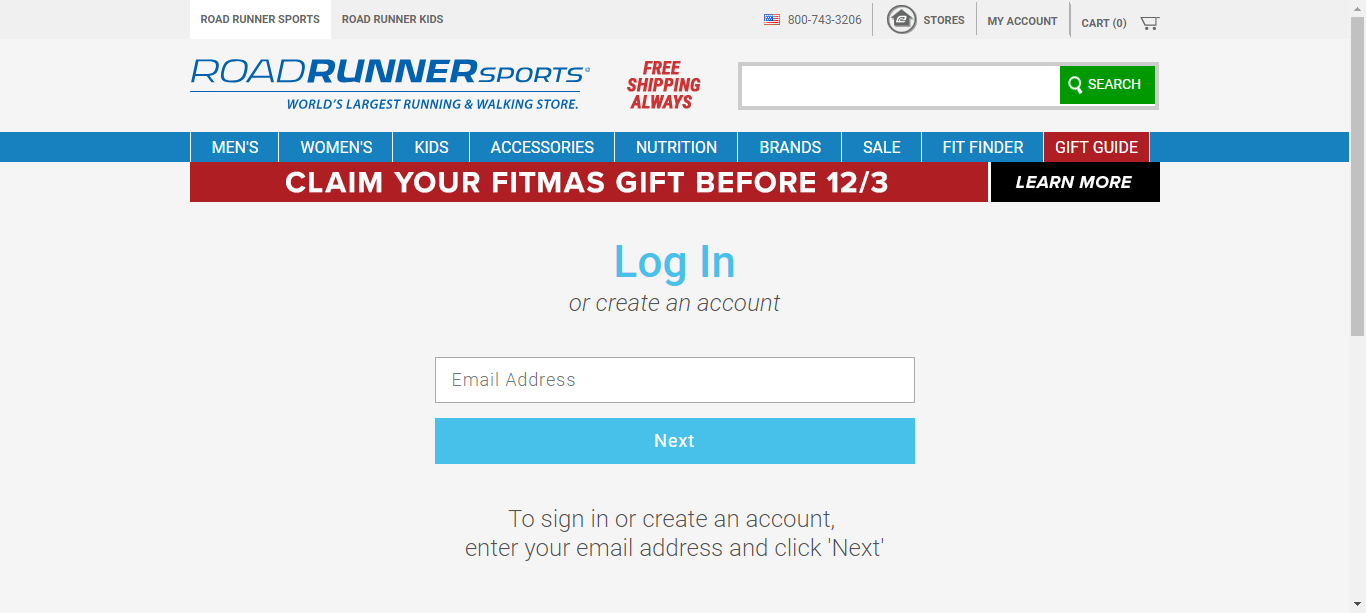 ROAD RUNNER SPORTS ROAD RUNNER KIDS 800-743-3206 STORES MY ACCOUNT CART (0)
ROADRUNNERSPORTS®
WORLD'S LARGEST RUNNING & WALKING STORE.
FREE
SHIPPING
ALWAYS
SEARCH
MEN'S WOMEN'S KIDS ACCESSORIES NUTRITION BRANDS SALE FIT FINDER GIFT GUIDE
CLAIM YOUR FITMAS GIFT BEFORE 12/3 LEARN MORE
Log In
or create an account
Email Address
Next
To sign in or create an account,
enter your email address and click 'Next'